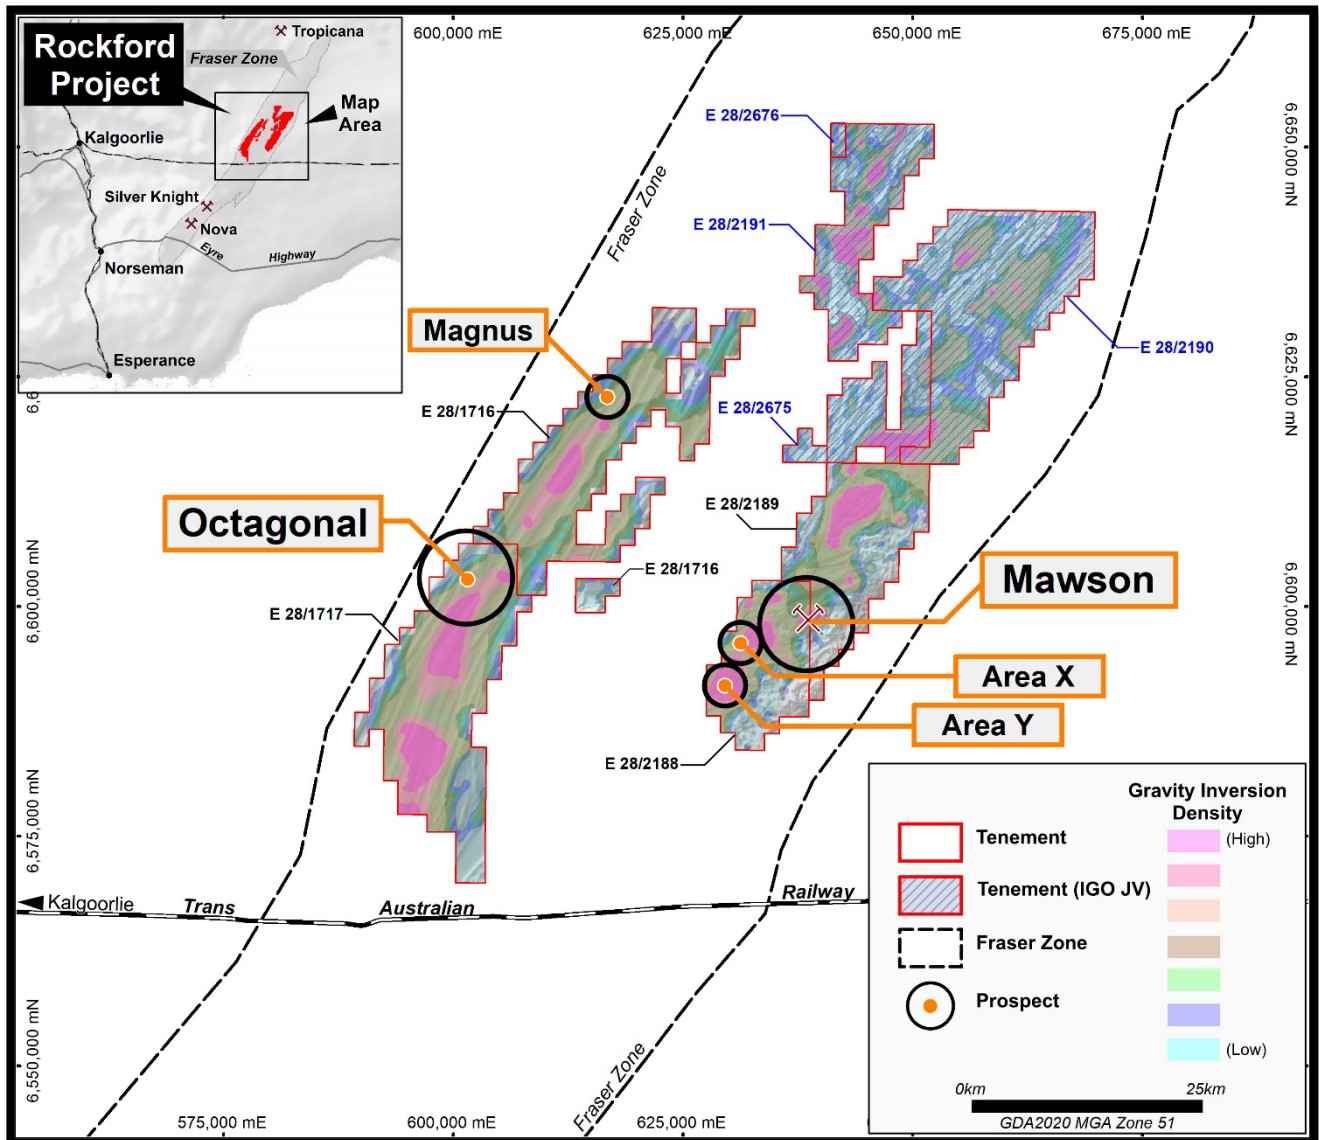 Rockford
Project
Tropicana
Fraser Zone
Map
Area
Kalgoorlie
Silver Knight
Nova
Eyre
Highway
Norseman
Esperance
600,000 mE
625,000 mE
650,000 mE
675,000 mE
6,650,000 mN
6,625,000 mN
6,600,000 mN
Fraser Zone
E 28/2676
E 28/2191
E 28/2190
E 28/2675
Magnus
E 28/1716
Octagonal
E 28/2189
E 28/1716
E 28/1717
Mawson
Area X
Area Y
E 28/2188
6,6
6,600,000 mN
6,575,000 mN
6,550,000 mN
Kalgoorlie
Trans
Australian
Railway
Fraser Zone
575,000 mE
600,000 mE
625,000 mE
Tenement
Tenement (IGO JV)
Fraser Zone
Prospect
Gravity Inversion
Density
(High)
(Low)
0km
25km
GDA2020 MGA Zone 51